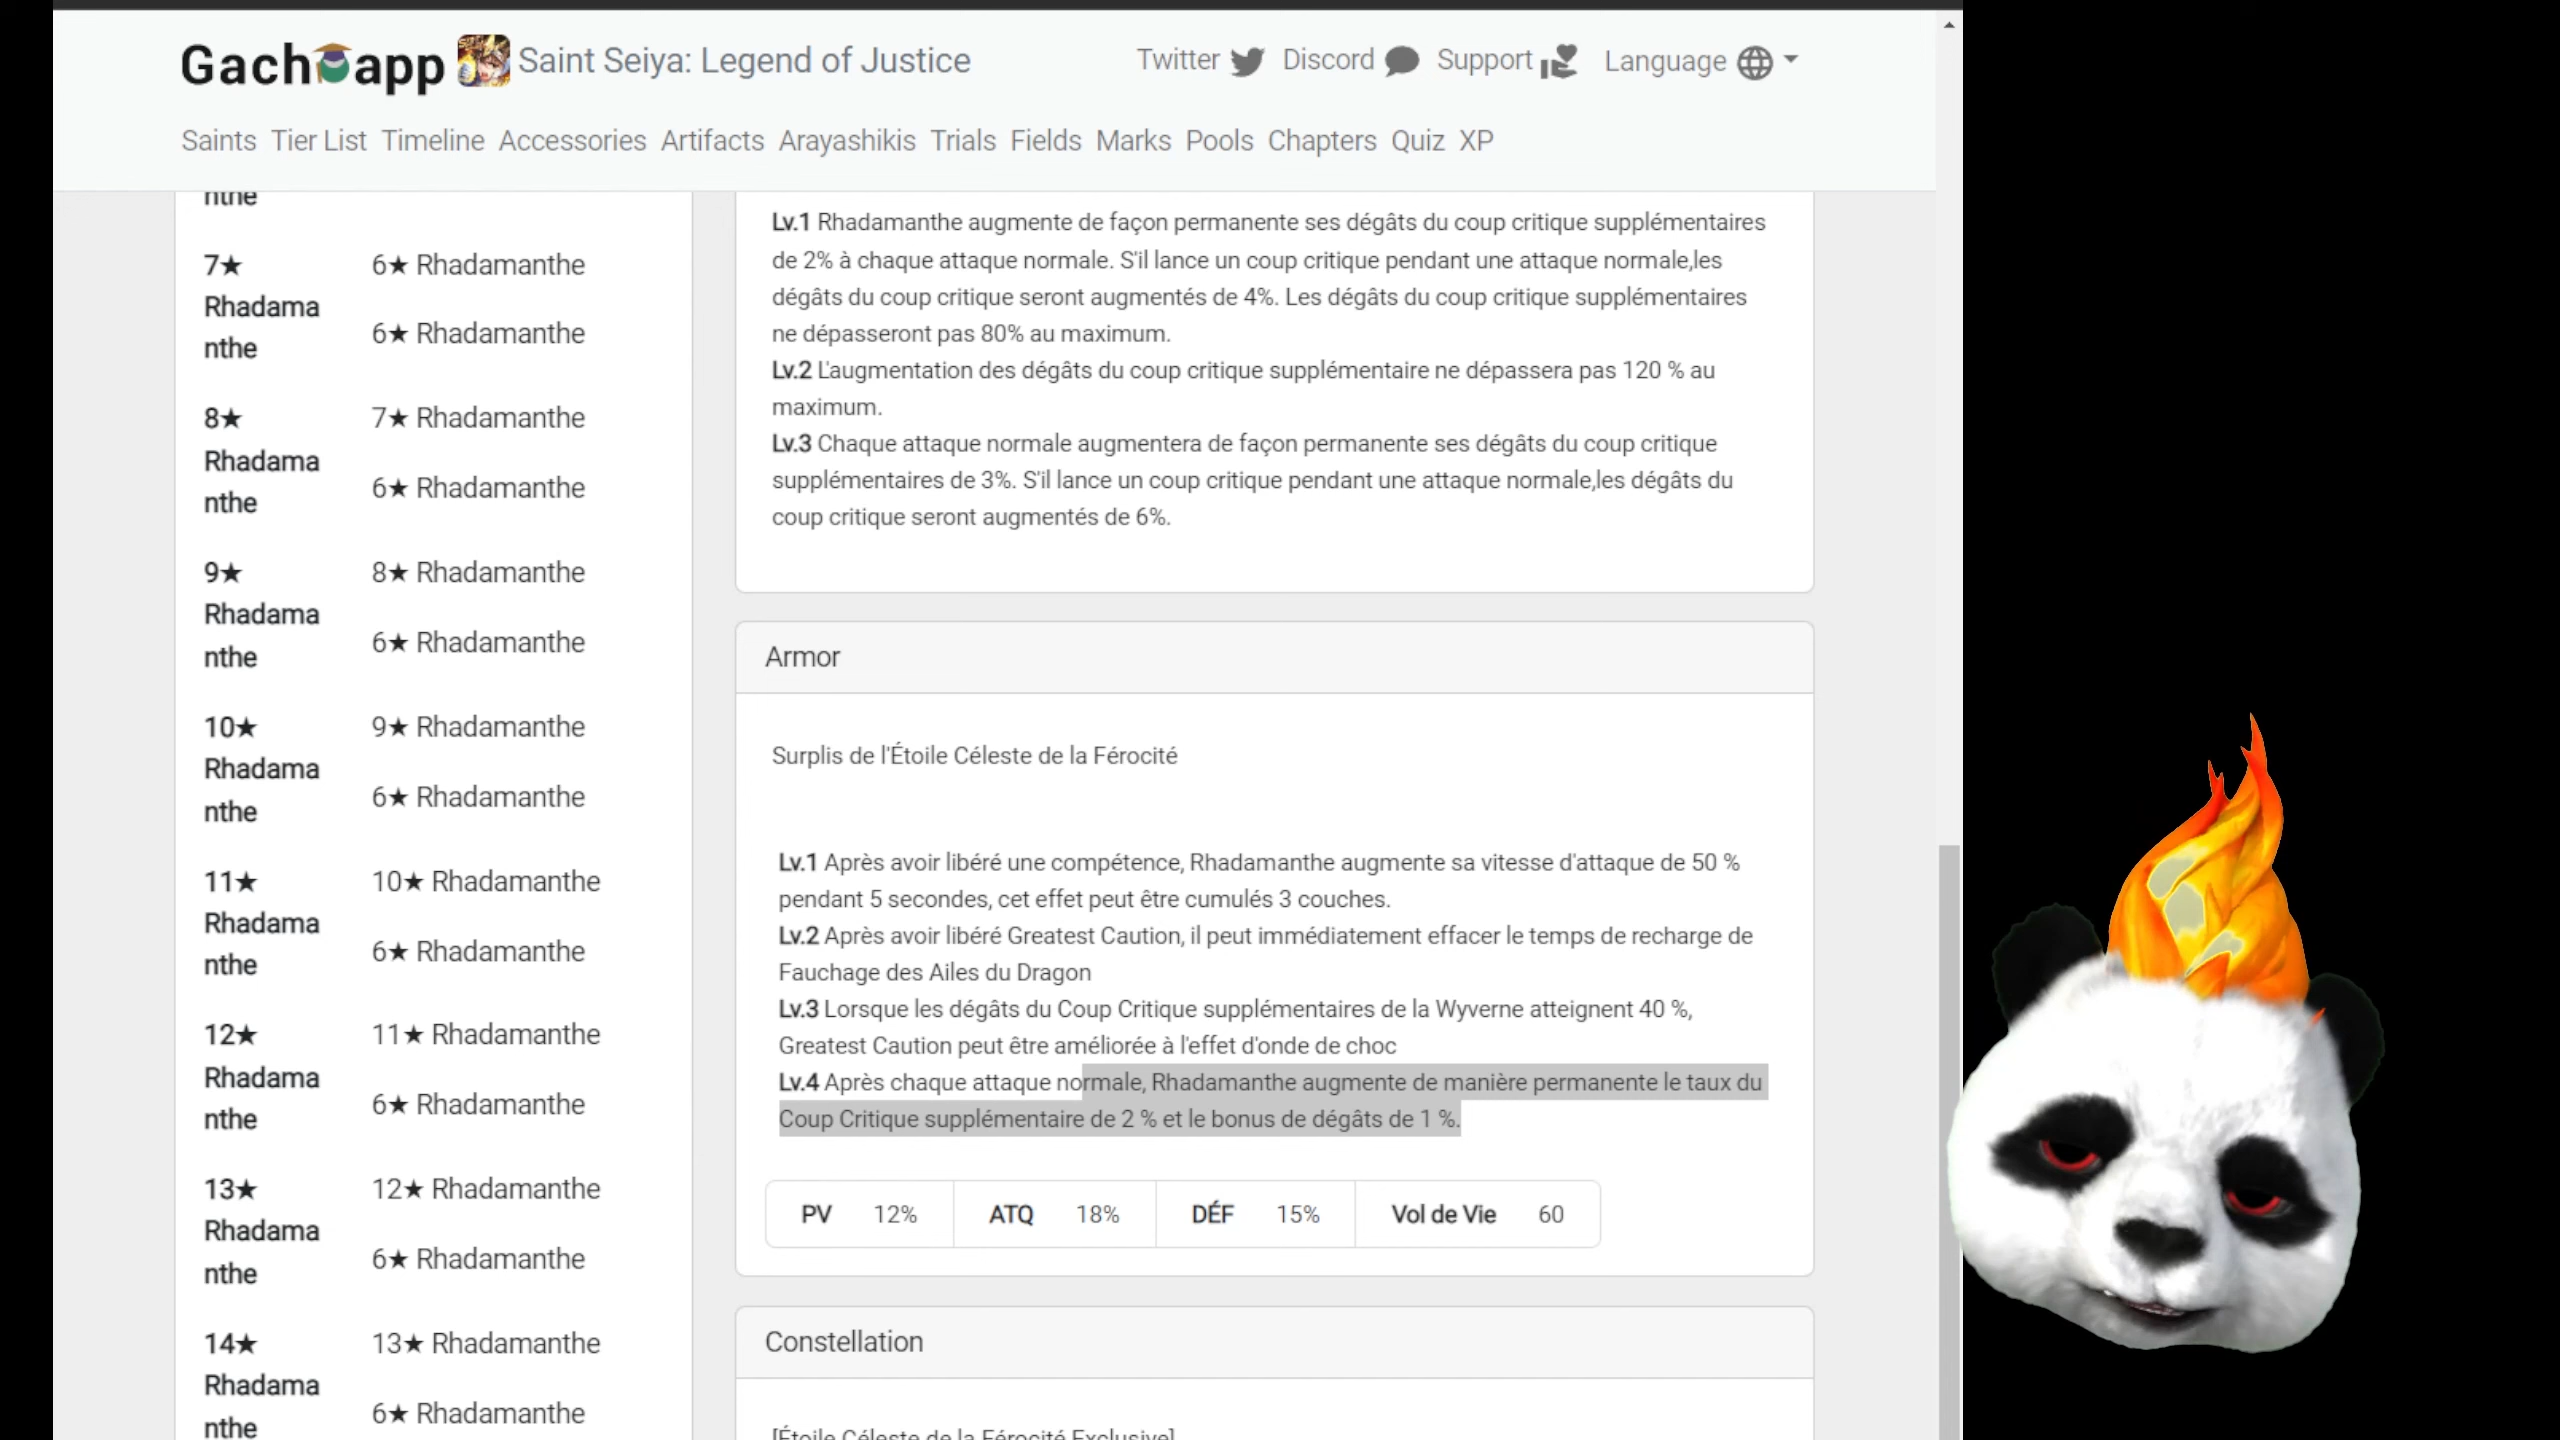 Gachapp Saint Seiya: Legend of Justice
Twitter Discord Support Language
Saints Tier List Timeline Accessories Artifacts Arayashikis Trials Fields Marks Pools Chapters Quiz XP
nthe
7★ Rhadama nthe
6★ Rhadamanthe
6★ Rhadamanthe
8★ Rhadama nthe
7★ Rhadamanthe
6★ Rhadamanthe
9★ Rhadama nthe
8★ Rhadamanthe
6★ Rhadamanthe
10★ Rhadama nthe
9★ Rhadamanthe
6★ Rhadamanthe
11★ Rhadama nthe
10★ Rhadamanthe
6★ Rhadamanthe
12★ Rhadama nthe
11★ Rhadamanthe
6★ Rhadamanthe
13★ Rhadama nthe
12★ Rhadamanthe
6★ Rhadamanthe
14★ Rhadama nthe
13★ Rhadamanthe
6★ Rhadamanthe
Lv.1 Rhadamanthe augmente de façon permanente ses dégâts du coup critique supplémentaires
de 2% à chaque attaque normale. S'il lance un coup critique pendant une attaque normale,les
dégâts du coup critique seront augmentés de 4%. Les dégâts du coup critique supplémentaires
ne dépasseront pas 80% au maximum.
Lv.2 L'augmentation des dégâts du coup critique supplémentaire ne dépassera pas 120 % au
maximum.
Lv.3 Chaque attaque normale augmentera de façon permanente ses dégâts du coup critique
supplémentaires de 3%. S'il lance un coup critique pendant une attaque normale,les dégâts du
coup critique seront augmentés de 6%.
Armor
Surplis de l'Étoile Céleste de la Férocité
Lv.1 Après avoir libéré une compétence, Rhadamanthe augmente sa vitesse d'attaque de 50 %
pendant 5 secondes, cet effet peut être cumulés 3 couches.
Lv.2 Après avoir libéré Greatest Caution, il peut immédiatement effacer le temps de recharge de
Fauchage des Ailes du Dragon
Lv.3 Lorsque les dégâts du Coup Critique supplémentaires de la Wyverne atteignent 40 %,
Greatest Caution peut être améliorée à l'effet d'onde de choc
Lv.4 Après chaque attaque normale, Rhadamanthe augmente de manière permanente le taux du
Coup Critique supplémentaire de 2 % et le bonus de dégâts de 1 %.
PV 12% ATQ 18% DÉF 15% Vol de Vie 60
Constellation
[Étoile Céleste de la Férocité Exclusive]